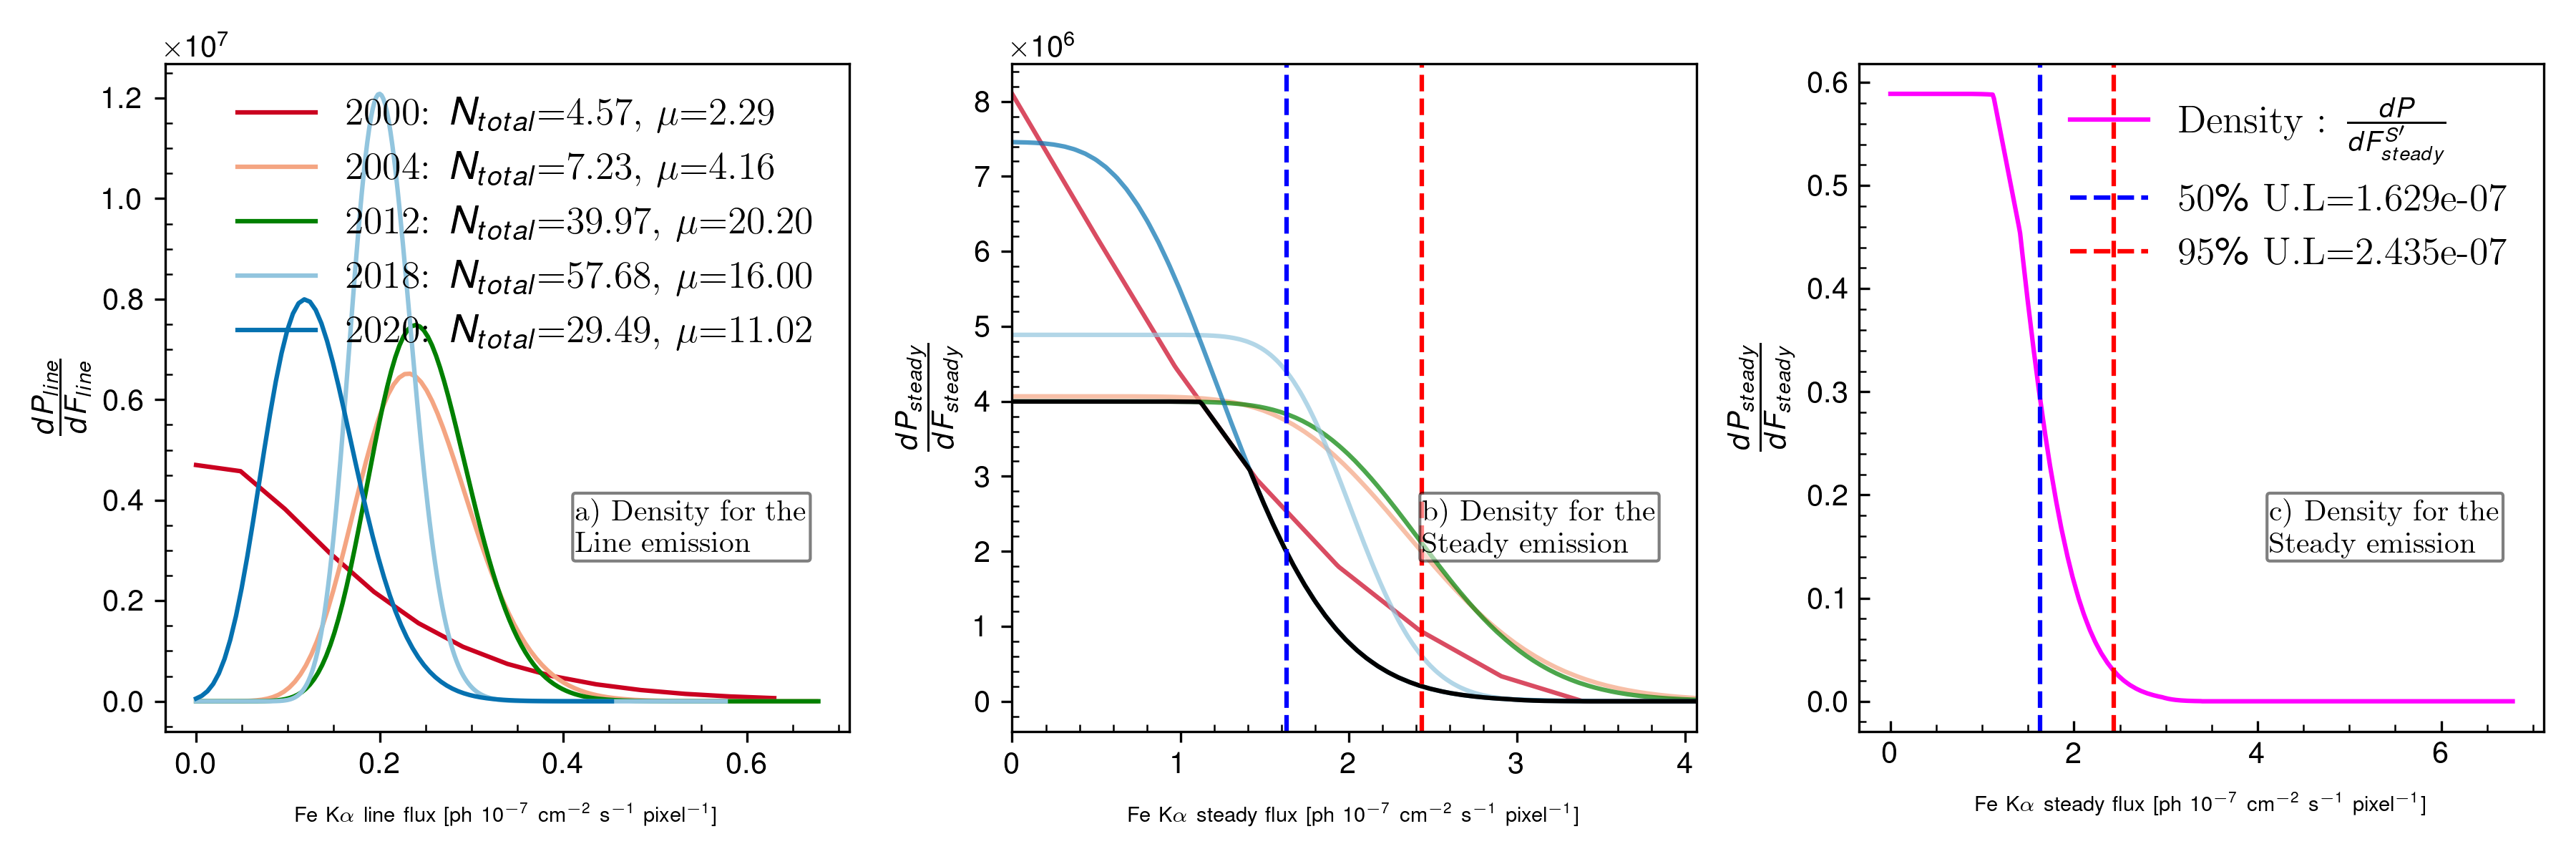 ×10⁷
1.2
1.0
0.8
0.6
0.4
0.2
0.0
dP_line/dF_line
2000: N_total=4.57, μ=2.29
2004: N_total=7.23, μ=4.16
2012: N_total=39.97, μ=20.20
2018: N_total=57.68, μ=16.00
2020: N_total=29.49, μ=11.02
a) Density for the
Line emission
0.0 0.2 0.4 0.6
Fe Kα line flux [ph 10⁻⁷ cm⁻² s⁻¹ pixel⁻¹]
×10⁶
8
7
6
5
4
3
2
1
0
dP_steady/dF_steady
b) Density for the
Steady emission
0 1 2 3 4
Fe Kα steady flux [ph 10⁻⁷ cm⁻² s⁻¹ pixel⁻¹]
0.6
0.5
0.4
0.3
0.2
0.1
0.0
dP_steady/dF_steady
Density : dP/dF^S′_steady
50% U.L=1.629e-07
95% U.L=2.435e-07
c) Density for the
Steady emission
0 2 4 6
Fe Kα steady flux [ph 10⁻⁷ cm⁻² s⁻¹ pixel⁻¹]